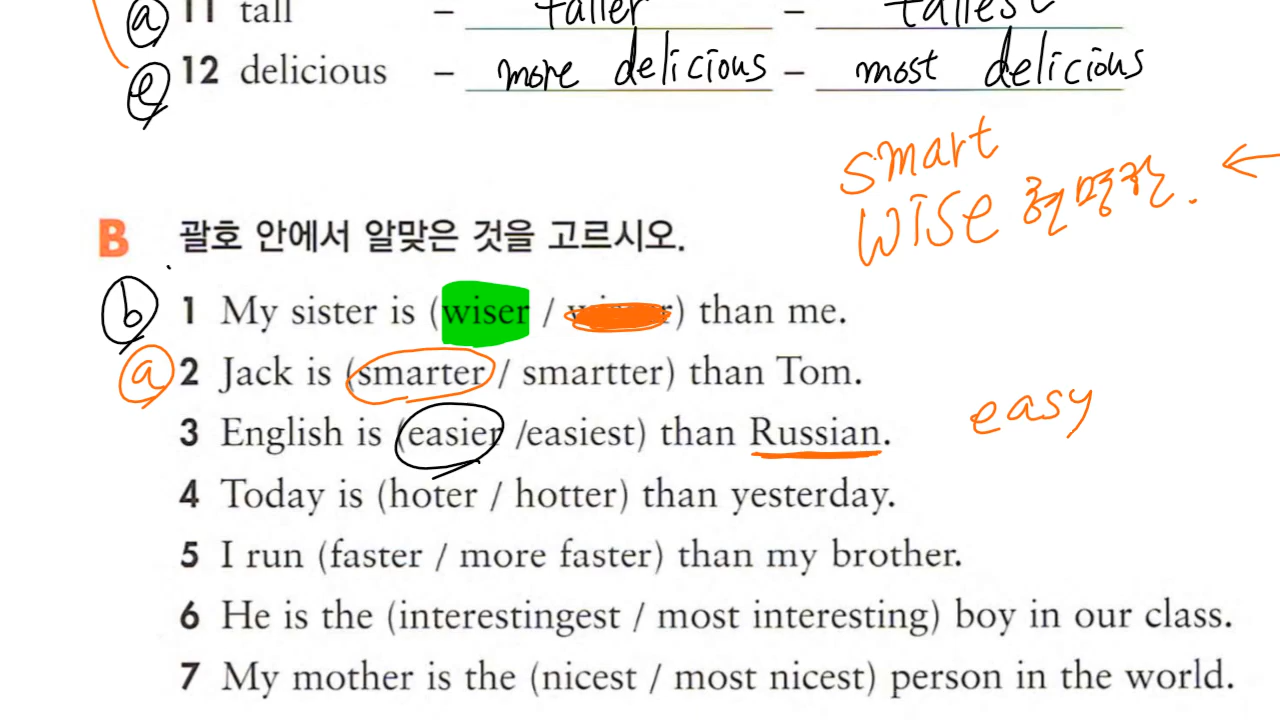 ⓐ 11 tall – taller – tallest
ⓔ 12 delicious – more delicious – most delicious
smart
wise 현명한.
B 괄호 안에서 알맞은 것을 고르시오.
ⓑ 1 My sister is (wiser / ) than me.
ⓐ 2 Jack is (smarter / smartter) than Tom.
3 English is (easier /easiest) than Russian.
easy
4 Today is (hoter / hotter) than yesterday.
5 I run (faster / more faster) than my brother.
6 He is the (interestingest / most interesting) boy in our class.
7 My mother is the (nicest / most nicest) person in the world.